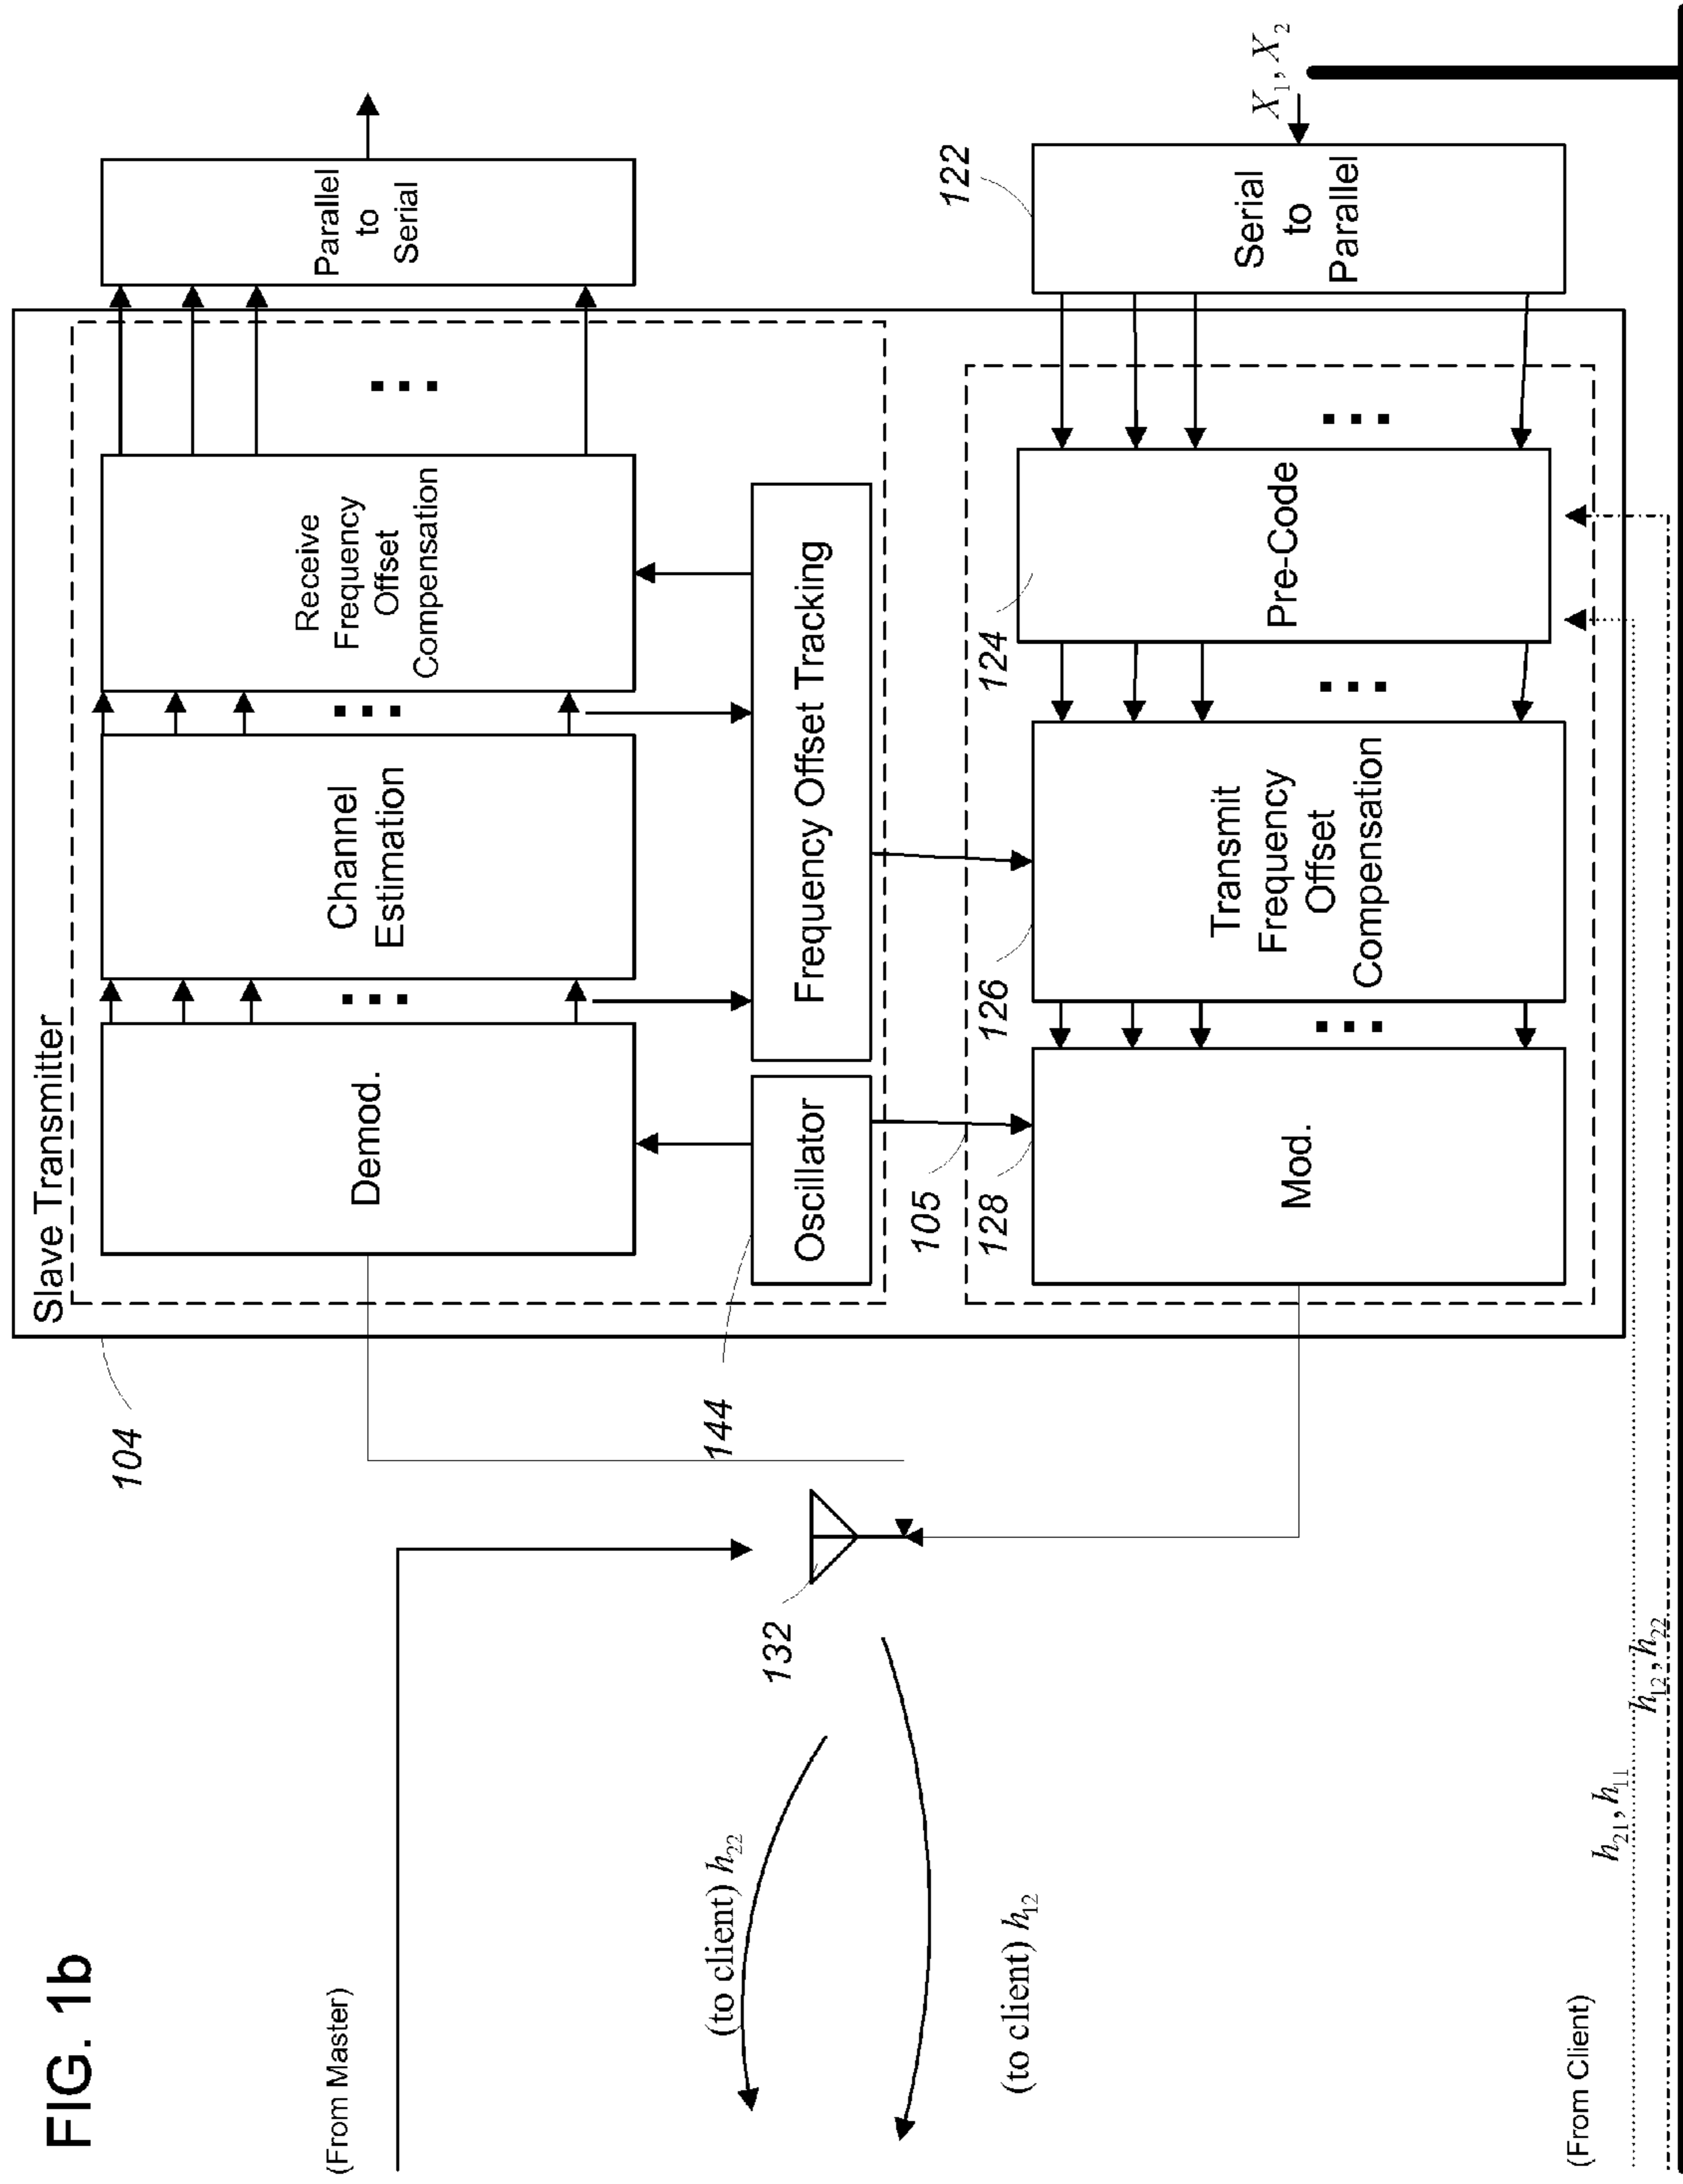 FIG. 1b
(From Master)
Slave Transmitter
104
Demod.
Channel
Estimation
Receive
Frequency
Offset
Compensation
Parallel
to
Serial
144
Oscillator
Frequency Offset Tracking
132
(to client) h₂₂
(to client) h₁₂
105
128
126
124
122
Mod.
Transmit
Frequency
Offset
Compensation
Pre-Code
Serial
to
Parallel
X₁, X₂
(From Client)
h₂₁, h₁₁
h₁₂, h₂₂